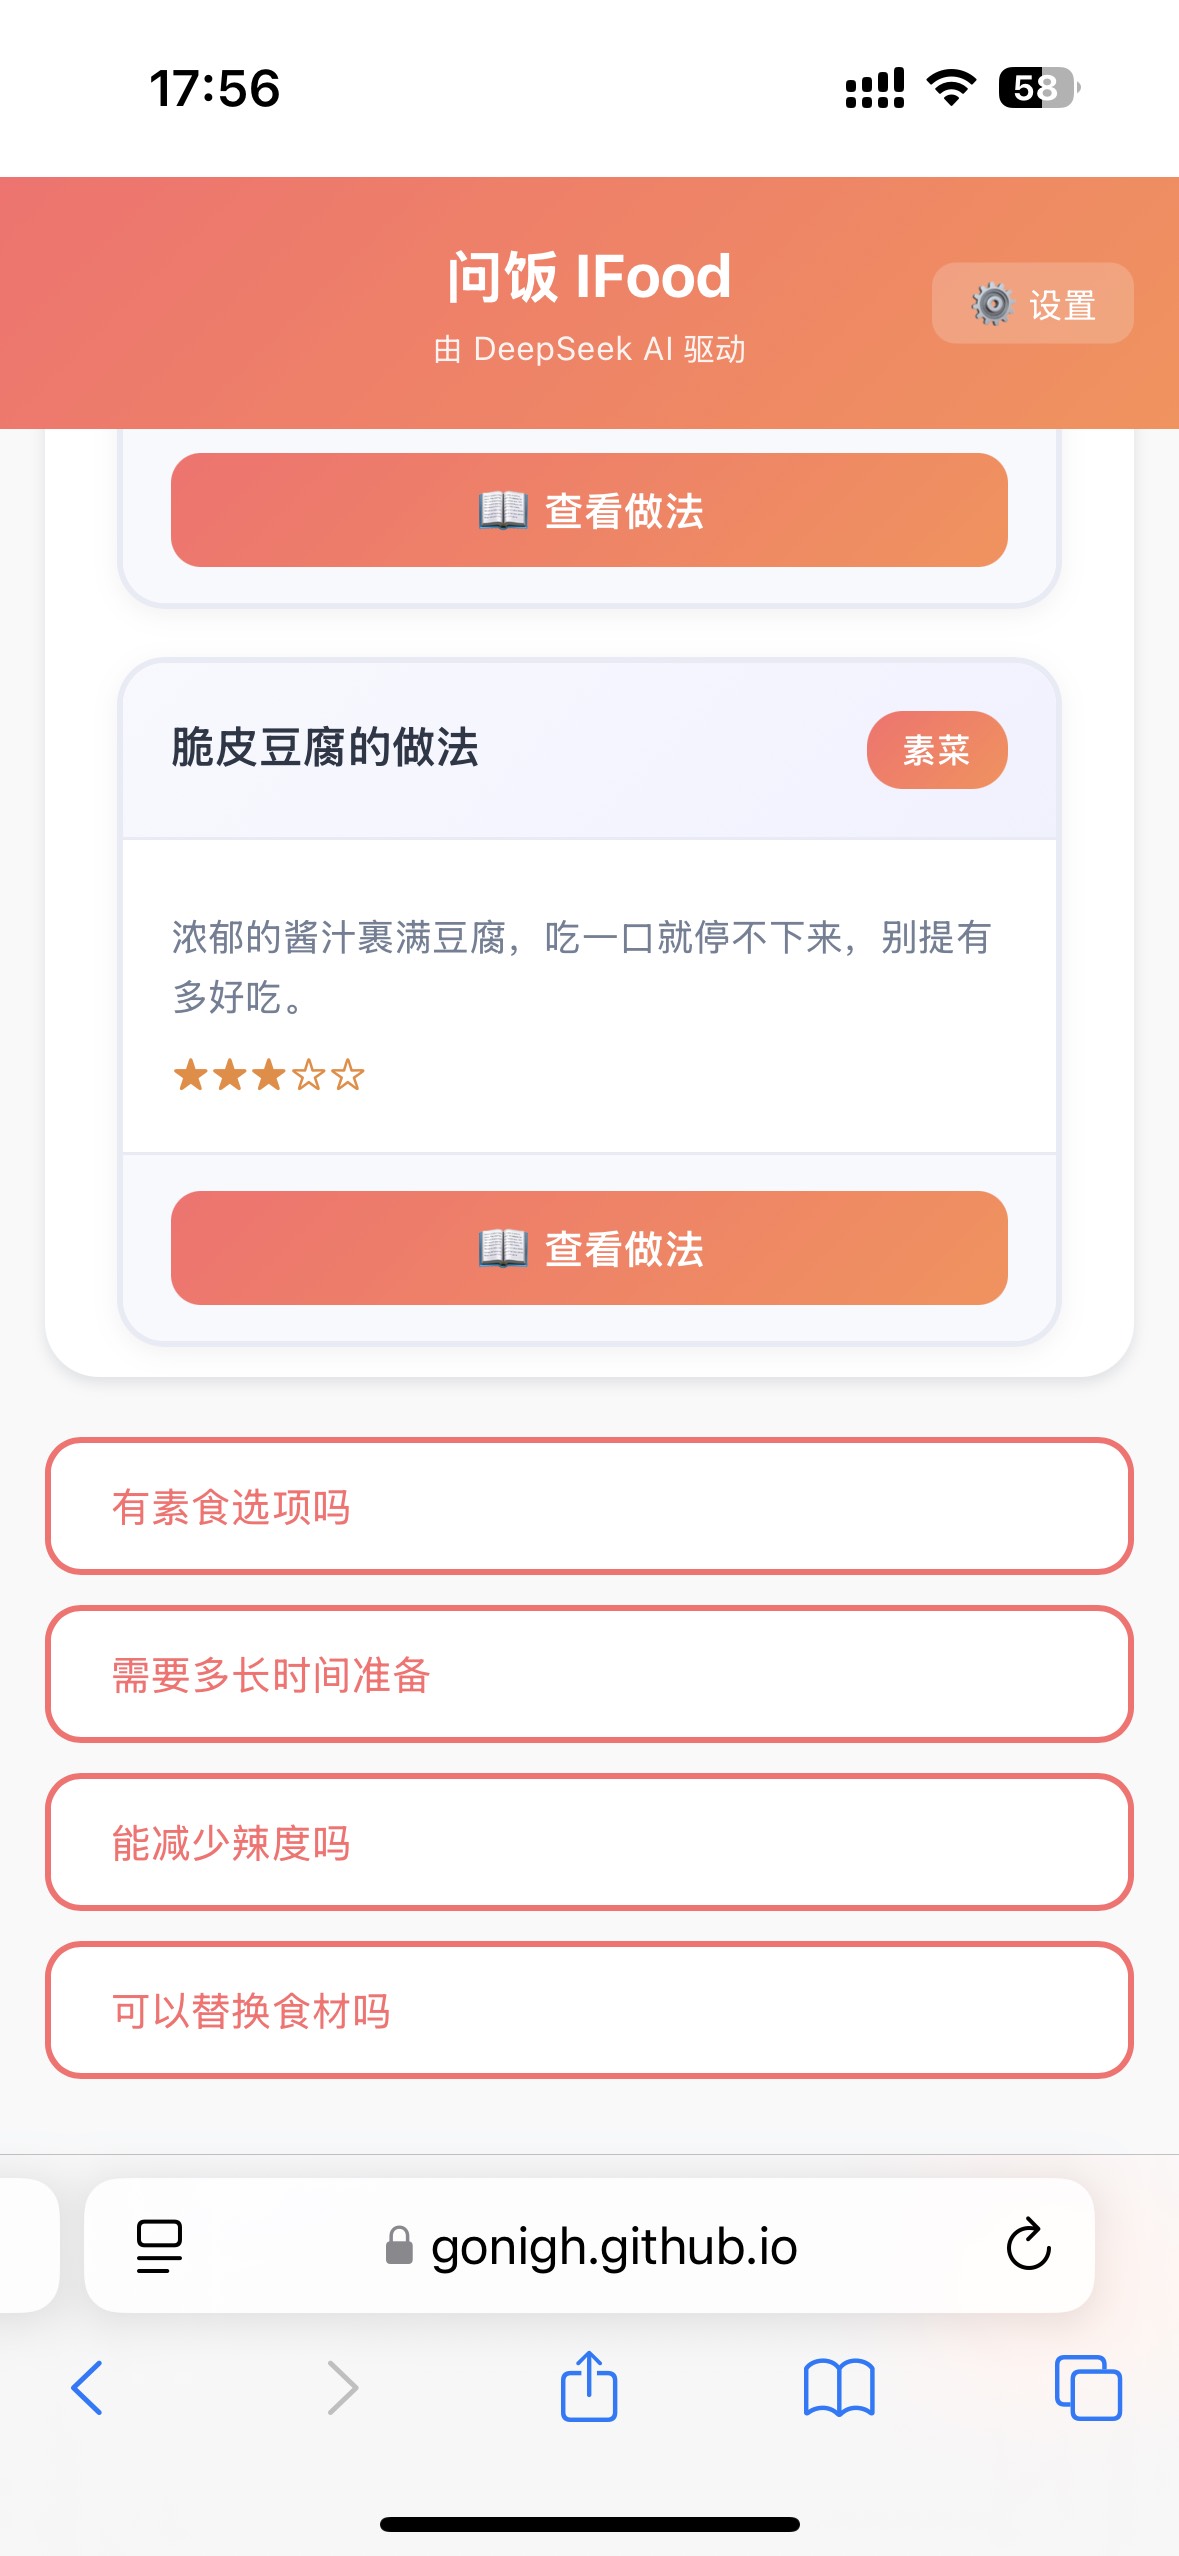 17:56
58
问饭 IFood
由 DeepSeek AI 驱动
⚙️ 设置
📖 查看做法
脆皮豆腐的做法
素菜
浓郁的酱汁裹满豆腐，吃一口就停不下来，别提有
多好吃。
★★★☆☆
📖 查看做法
有素食选项吗
需要多长时间准备
能减少辣度吗
可以替换食材吗
gonigh.github.io